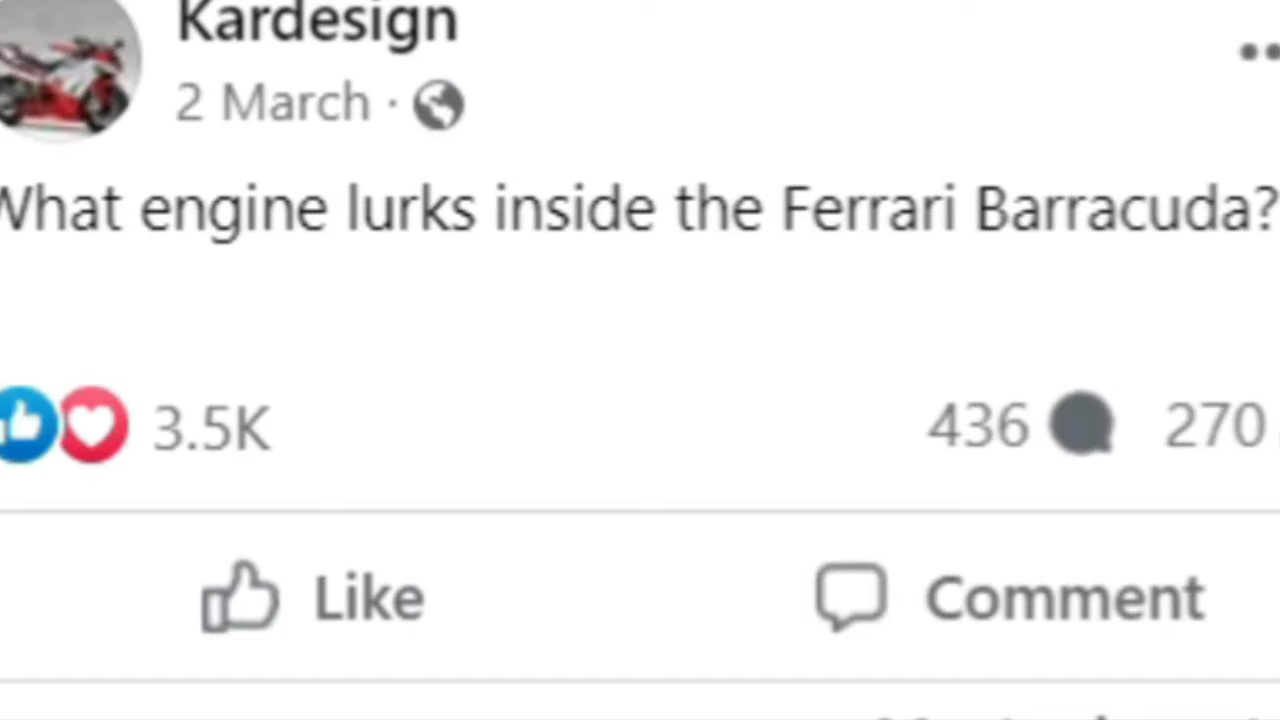 Kardesign
2 March ·
What engine lurks inside the Ferrari Barracuda?
3.5K
436 270
Like Comment